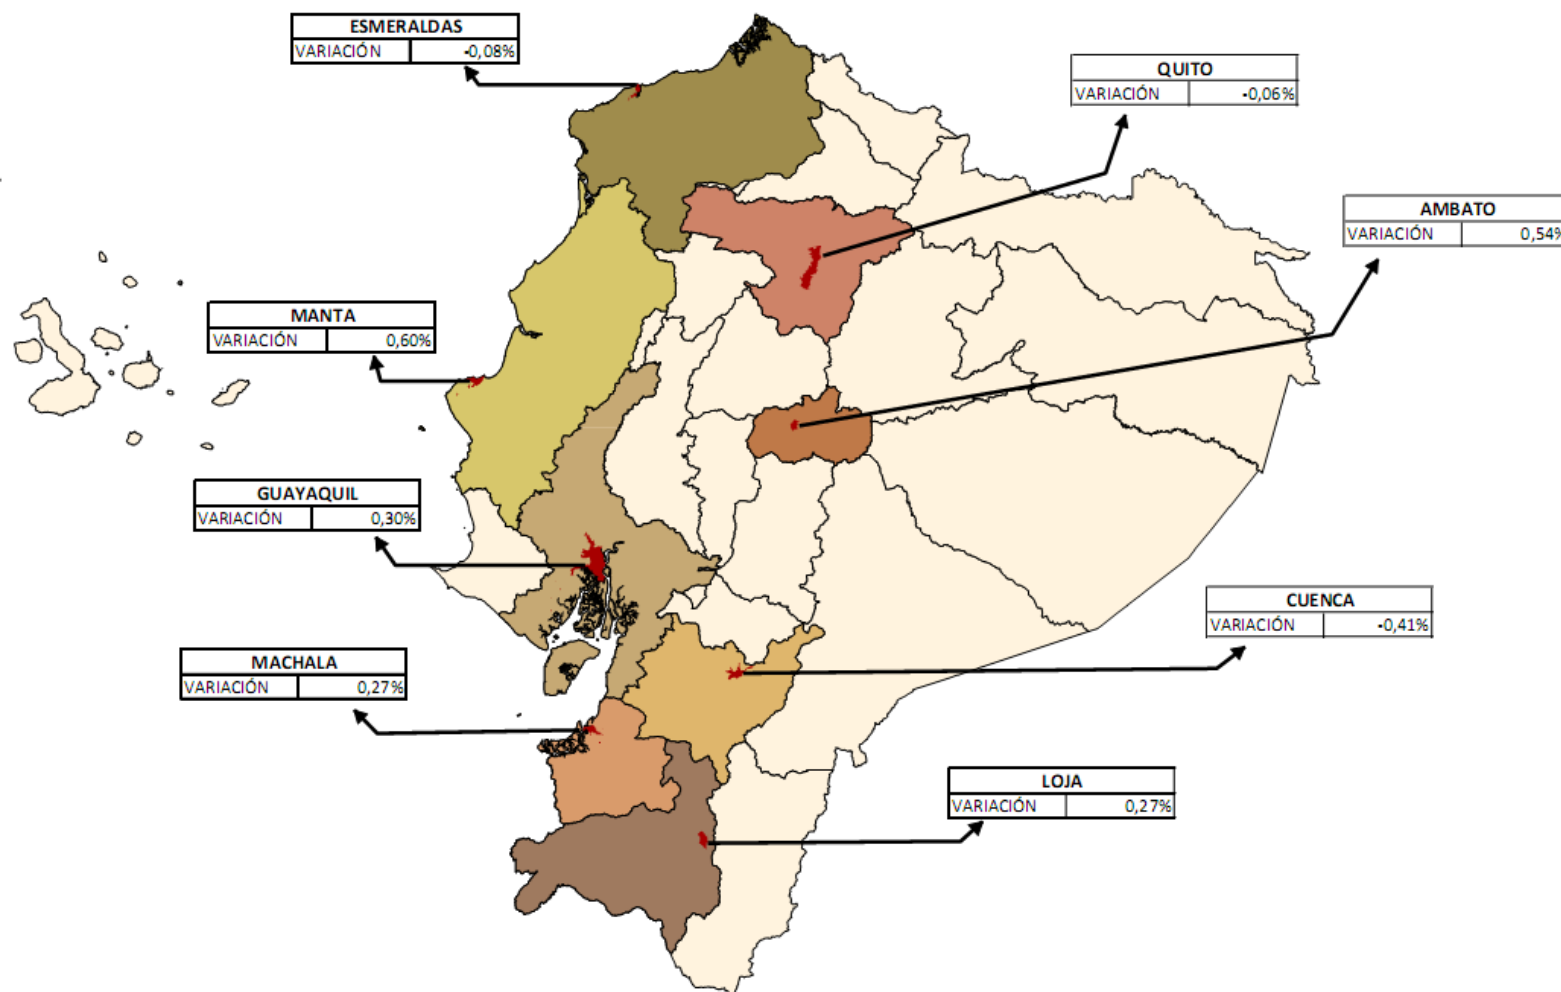 ESMERALDAS
VARIACIÓN -0,08%
QUITO
VARIACIÓN -0,06%
AMBATO
VARIACIÓN 0,54%
MANTA
VARIACIÓN 0,60%
GUAYAQUIL
VARIACIÓN 0,30%
CUENCA
VARIACIÓN -0,41%
MACHALA
VARIACIÓN 0,27%
LOJA
VARIACIÓN 0,27%